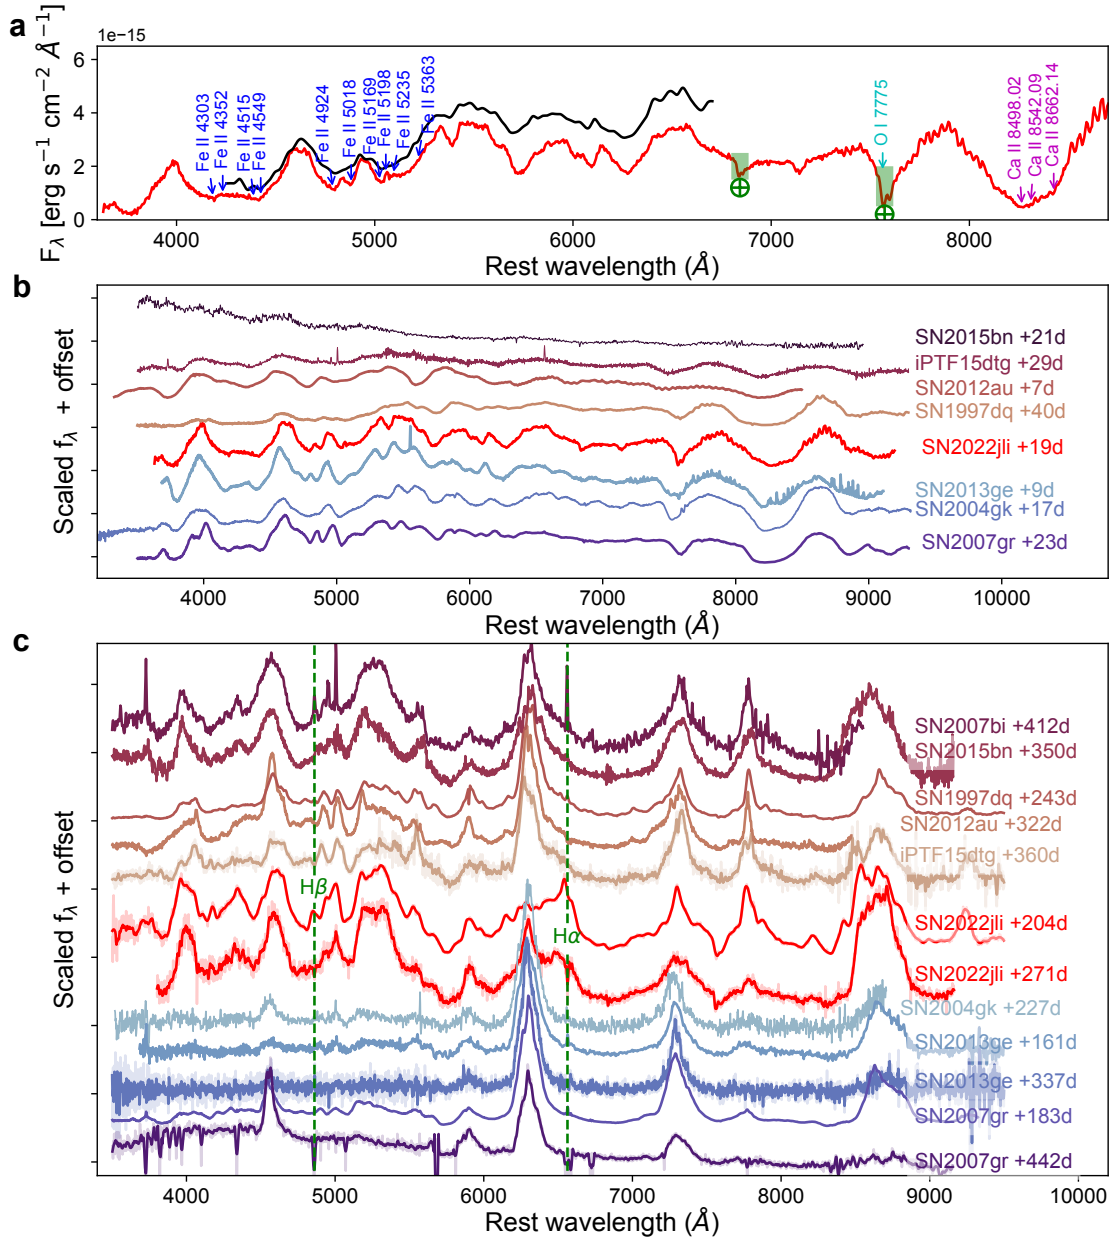 a
1e−15
F_λ [erg s⁻¹ cm⁻² Å⁻¹]
6
4
2
0
Fe II 4303
Fe II 4352
Fe II 4515
Fe II 4549
Fe II 4924
Fe II 5018
Fe II 5169
Fe II 5198
Fe II 5235
Fe II 5363
O I 7775
Ca II 8498.02
Ca II 8542.09
Ca II 8662.14
4000 5000 6000 7000 8000
Rest wavelength (Å)
b
Scaled f_λ + offset
SN2015bn +21d
iPTF15dtg +29d
SN2012au +7d
SN1997dq +40d
SN2022jli +19d
SN2013ge +9d
SN2004gk +17d
SN2007gr +23d
4000 5000 6000 7000 8000 9000 10000
Rest wavelength (Å)
c
Scaled f_λ + offset
Hβ
Hα
SN2007bi +412d
SN2015bn +350d
SN1997dq +243d
SN2012au +322d
iPTF15dtg +360d
SN2022jli +204d
SN2022jli +271d
SN2004gk +227d
SN2013ge +161d
SN2013ge +337d
SN2007gr +183d
SN2007gr +442d
4000 5000 6000 7000 8000 9000 10000
Rest wavelength (Å)